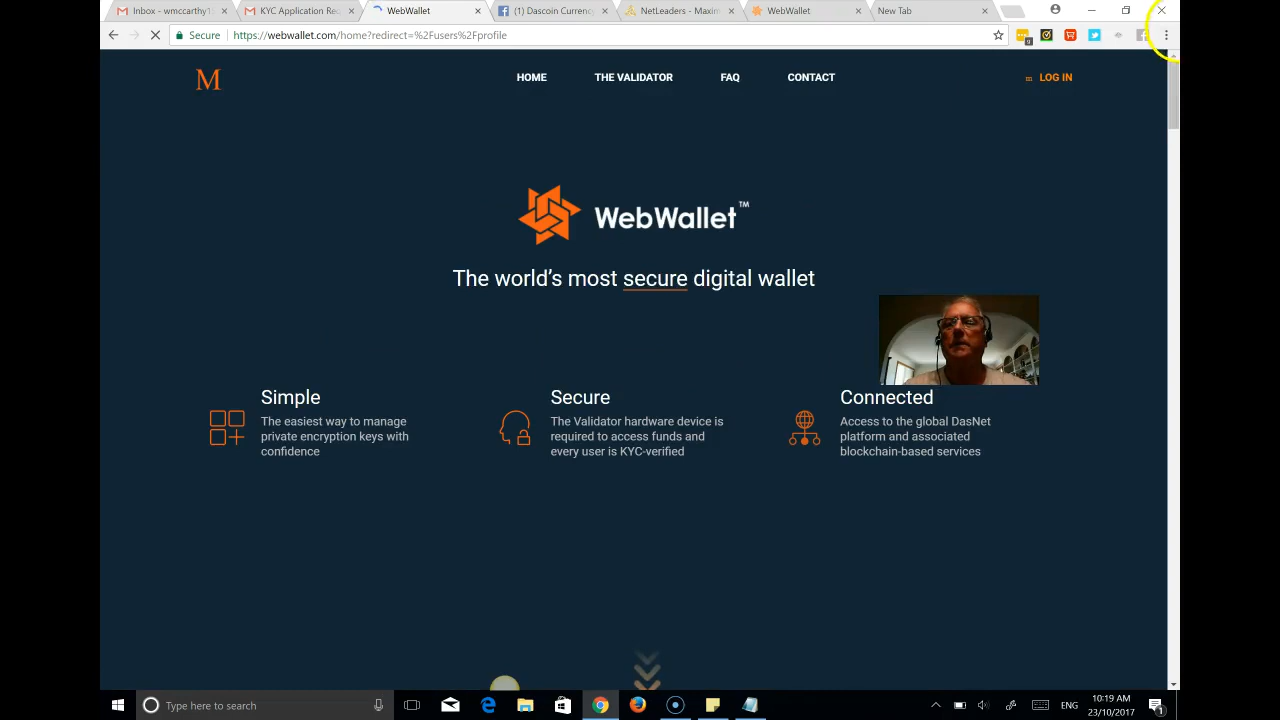 Inbox - wmccarthy1
KYC Application Re
WebWallet
(1) Dascoin Currency
NetLeaders - Maxim
WebWallet
New Tab
Secure
https://webwallet.com/home?redirect=%2Fusers%2Fprofile
M
HOME
THE VALIDATOR
FAQ
CONTACT
LOG IN
WebWallet™
The world’s most secure digital wallet
Simple
The easiest way to manage
private encryption keys with
confidence
Secure
The Validator hardware device is
required to access funds and
every user is KYC-verified
Connected
Access to the global DasNet
platform and associated
blockchain-based services
Type here to search
ENG
10:19 AM
23/10/2017